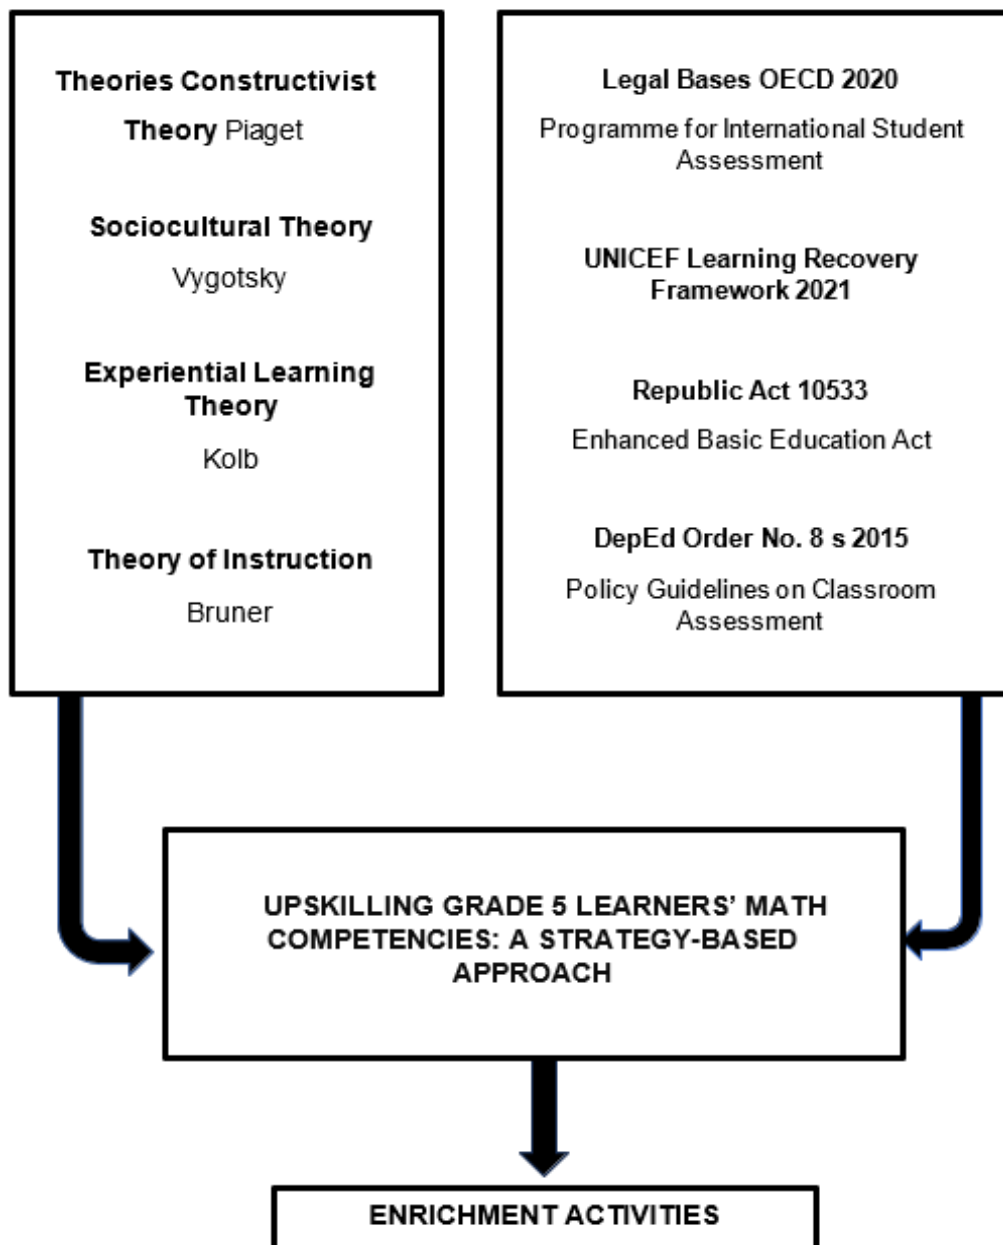 Theories Constructivist
Theory Piaget
Sociocultural Theory
Vygotsky
Experiential Learning
Theory
Kolb
Theory of Instruction
Bruner
Legal Bases OECD 2020
Programme for International Student
Assessment
UNICEF Learning Recovery
Framework 2021
Republic Act 10533
Enhanced Basic Education Act
DepEd Order No. 8 s 2015
Policy Guidelines on Classroom
Assessment
UPSKILLING GRADE 5 LEARNERS’ MATH
COMPETENCIES: A STRATEGY-BASED
APPROACH
ENRICHMENT ACTIVITIES